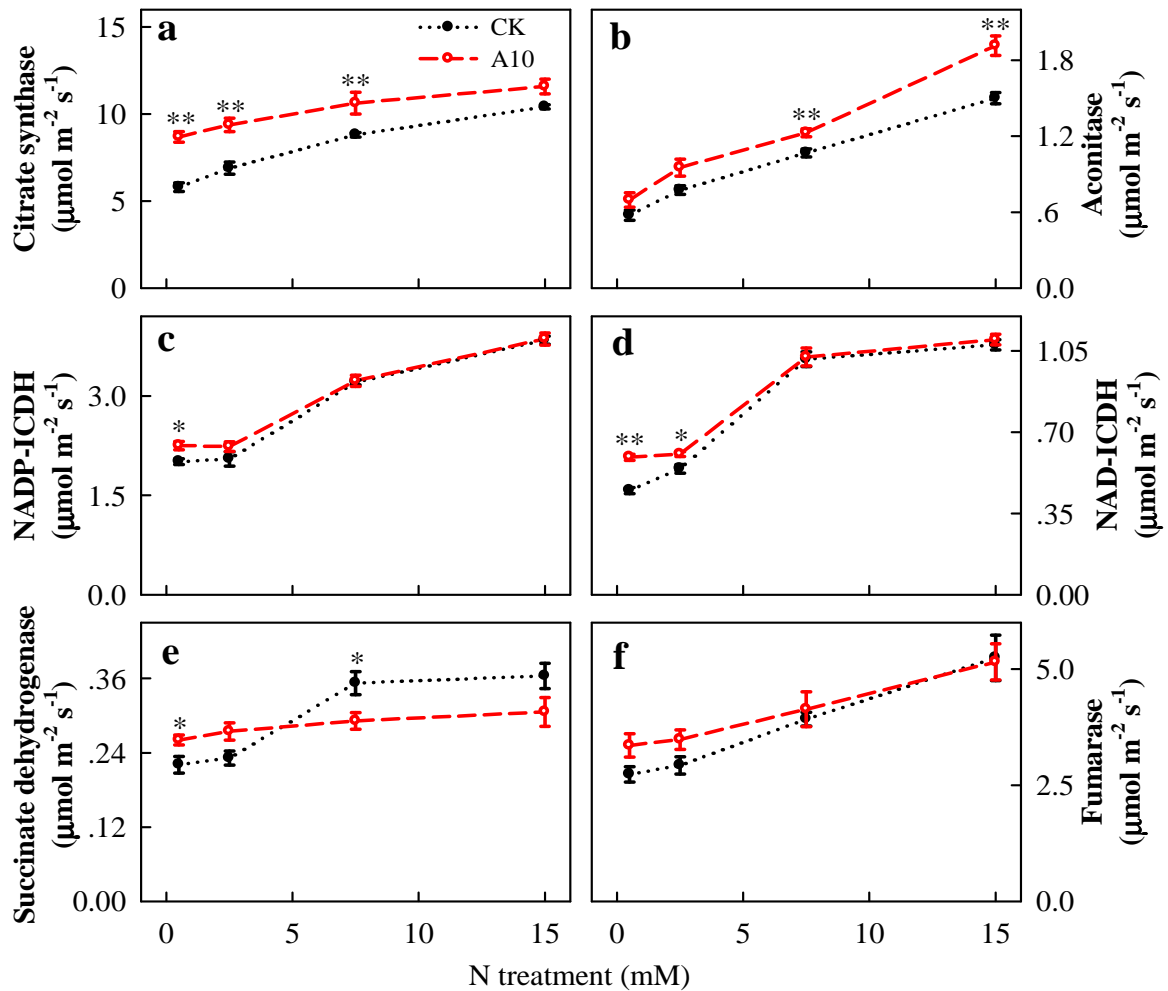 a
CK
A10
15
10
5
0
Citrate synthase
(μmol m⁻² s⁻¹)
**
**
**
b
**
**
1.8
1.2
.6
0.0
Aconitase
(μmol m⁻² s⁻¹)
c
3.0
1.5
0.0
NADP-ICDH
(μmol m⁻² s⁻¹)
*
d
**
*
1.05
.70
.35
0.00
NAD-ICDH
(μmol m⁻² s⁻¹)
e
.36
.24
.12
0.00
Succinate dehydrogenase
(μmol m⁻² s⁻¹)
*
*
f
5.0
2.5
0.0
Fumarase
(μmol m⁻² s⁻¹)
0 5 10 15
0 5 10 15
N treatment (mM)